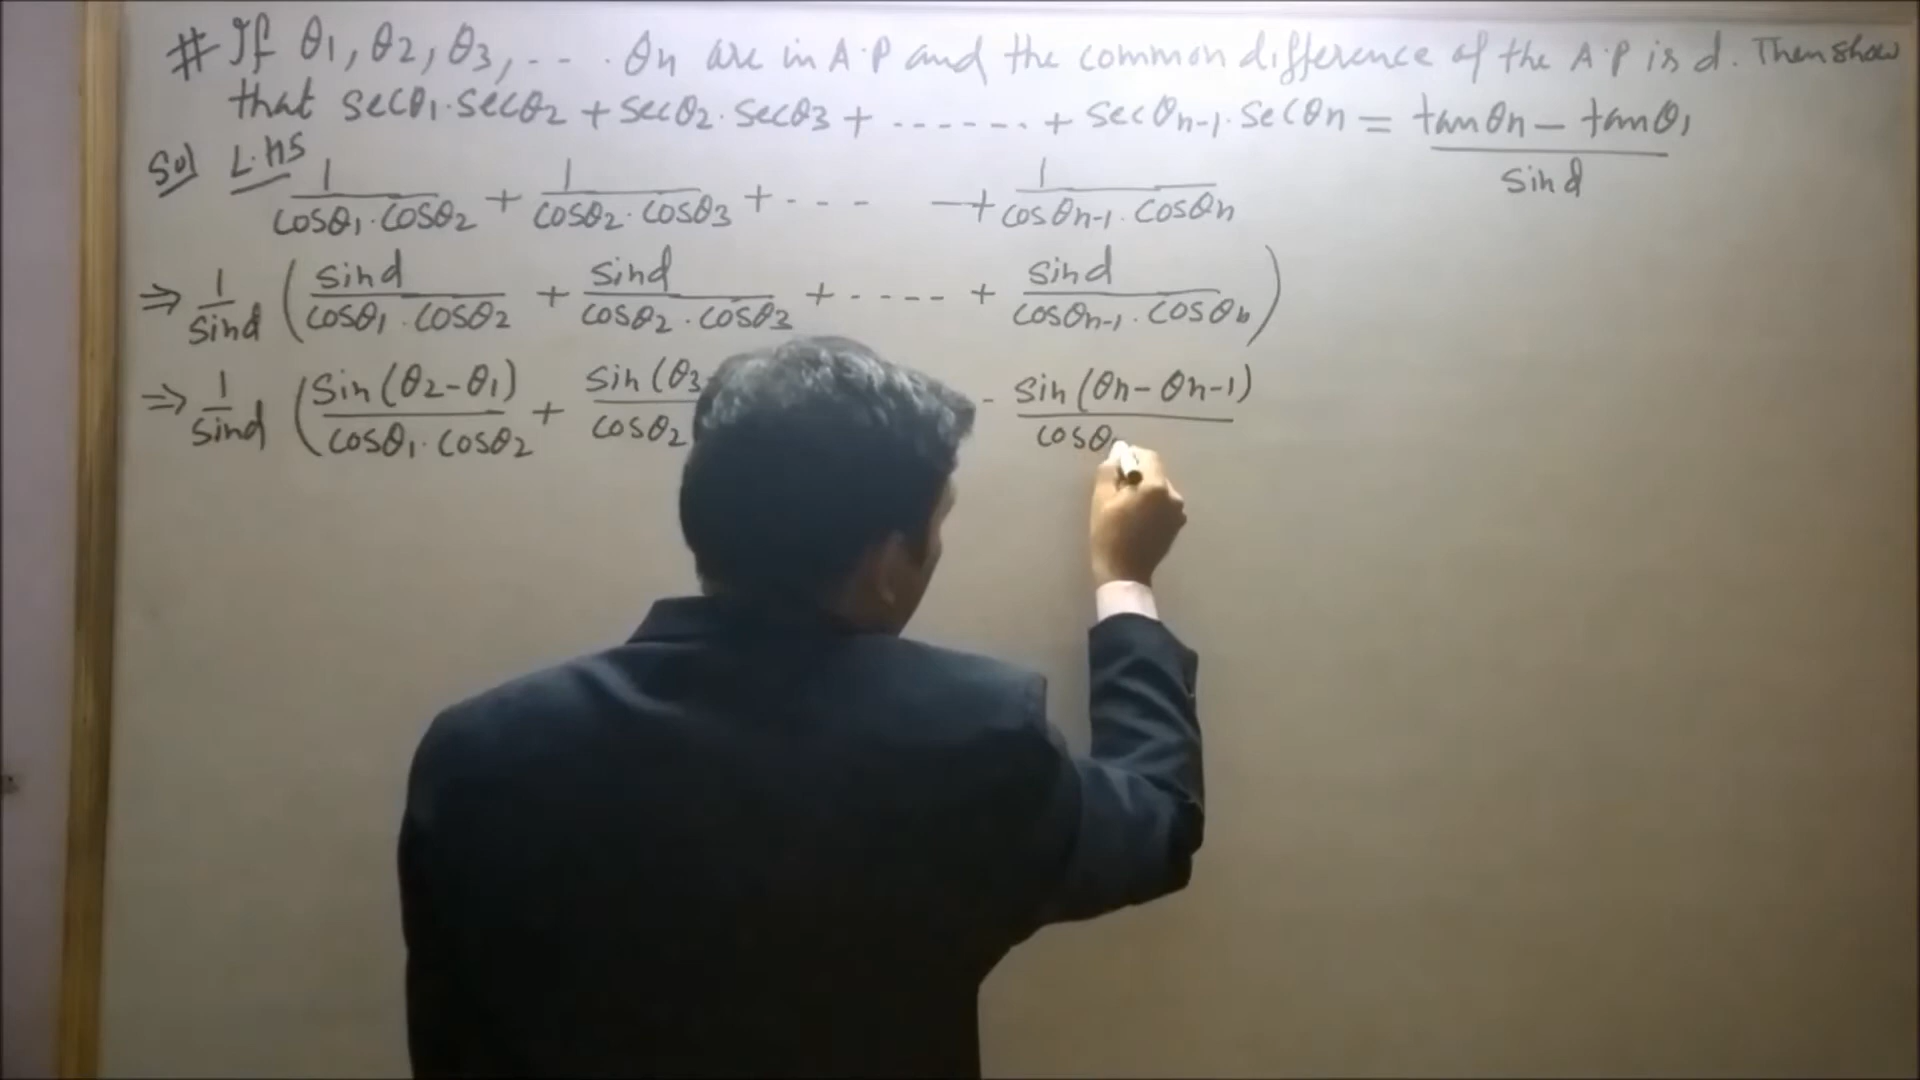 # If θ1, θ2, θ3, - - - . θn are in A.P and the common difference of the A.P is d. Then show
that secθ1.secθ2 + secθ2.secθ3 + ....... + secθn-1.secθn = tanθn - tanθ1 / sind
Sol L.HS
1/cosθ1.cosθ2 + 1/cosθ2.cosθ3 + - - - - + 1/cosθn-1.cosθn
⇒ 1/sind ( sind/cosθ1.cosθ2 + sind/cosθ2.cosθ3 + - - - - + sind/cosθn-1.cosθn )
⇒ 1/sind ( sin(θ2-θ1)/cosθ1.cosθ2 + sin(θ3/cosθ2 - sin(θn-θn-1)/cosθ